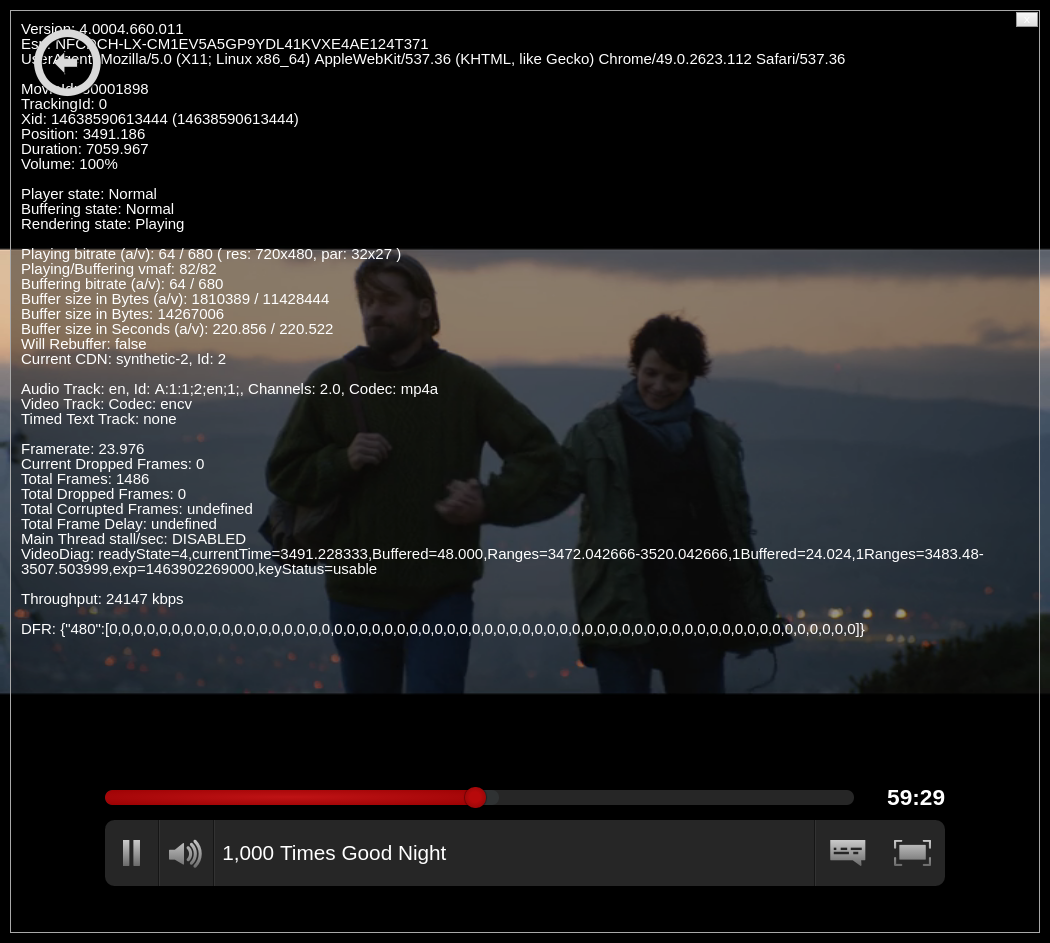 Version: 4.0004.660.011
Esn: NFCDCH-LX-CM1EV5A5GP9YDL41KVXE4AE124T371
UserAgent: Mozilla/5.0 (X11; Linux x86_64) AppleWebKit/537.36 (KHTML, like Gecko) Chrome/49.0.2623.112 Safari/537.36
MovieId: 80001898
TrackingId: 0
Xid: 14638590613444 (14638590613444)
Position: 3491.186
Duration: 7059.967
Volume: 100%
Player state: Normal
Buffering state: Normal
Rendering state: Playing
Playing bitrate (a/v): 64 / 680 ( res: 720x480, par: 32x27 )
Playing/Buffering vmaf: 82/82
Buffering bitrate (a/v): 64 / 680
Buffer size in Bytes (a/v): 1810389 / 11428444
Buffer size in Bytes: 14267006
Buffer size in Seconds (a/v): 220.856 / 220.522
Will Rebuffer: false
Current CDN: synthetic-2, Id: 2
Audio Track: en, Id: A:1:1;2;en;1;, Channels: 2.0, Codec: mp4a
Video Track: Codec: encv
Timed Text Track: none
Framerate: 23.976
Current Dropped Frames: 0
Total Frames: 1486
Total Dropped Frames: 0
Total Corrupted Frames: undefined
Total Frame Delay: undefined
Main Thread stall/sec: DISABLED
VideoDiag: readyState=4,currentTime=3491.228333,Buffered=48.000,Ranges=3472.042666-3520.042666,1Buffered=24.024,1Ranges=3483.48-
3507.503999,exp=1463902269000,keyStatus=usable
Throughput: 24147 kbps
DFR: {"480":[0,0,0,0,0,0,0,0,0,0,0,0,0,0,0,0,0,0,0,0,0,0,0,0,0,0,0,0,0,0,0,0,0,0,0,0,0,0,0,0,0,0,0,0,0,0,0,0,0,0,0,0,0,0,0,0,0,0,0,0]}
59:29
1,000 Times Good Night